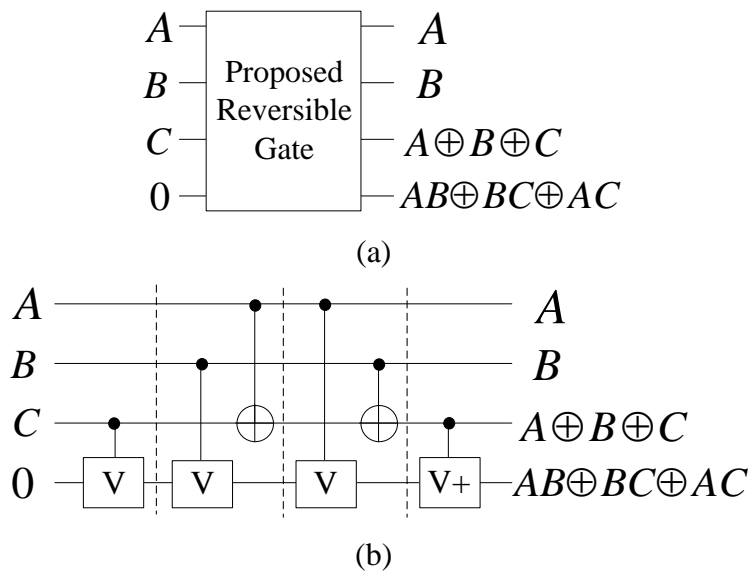 A A
B Proposed B
Reversible
C Gate A⊕B⊕C
0 AB⊕BC⊕AC
(a)
A A
B B
C A⊕B⊕C
0 V V V V+ AB⊕BC⊕AC
(b)